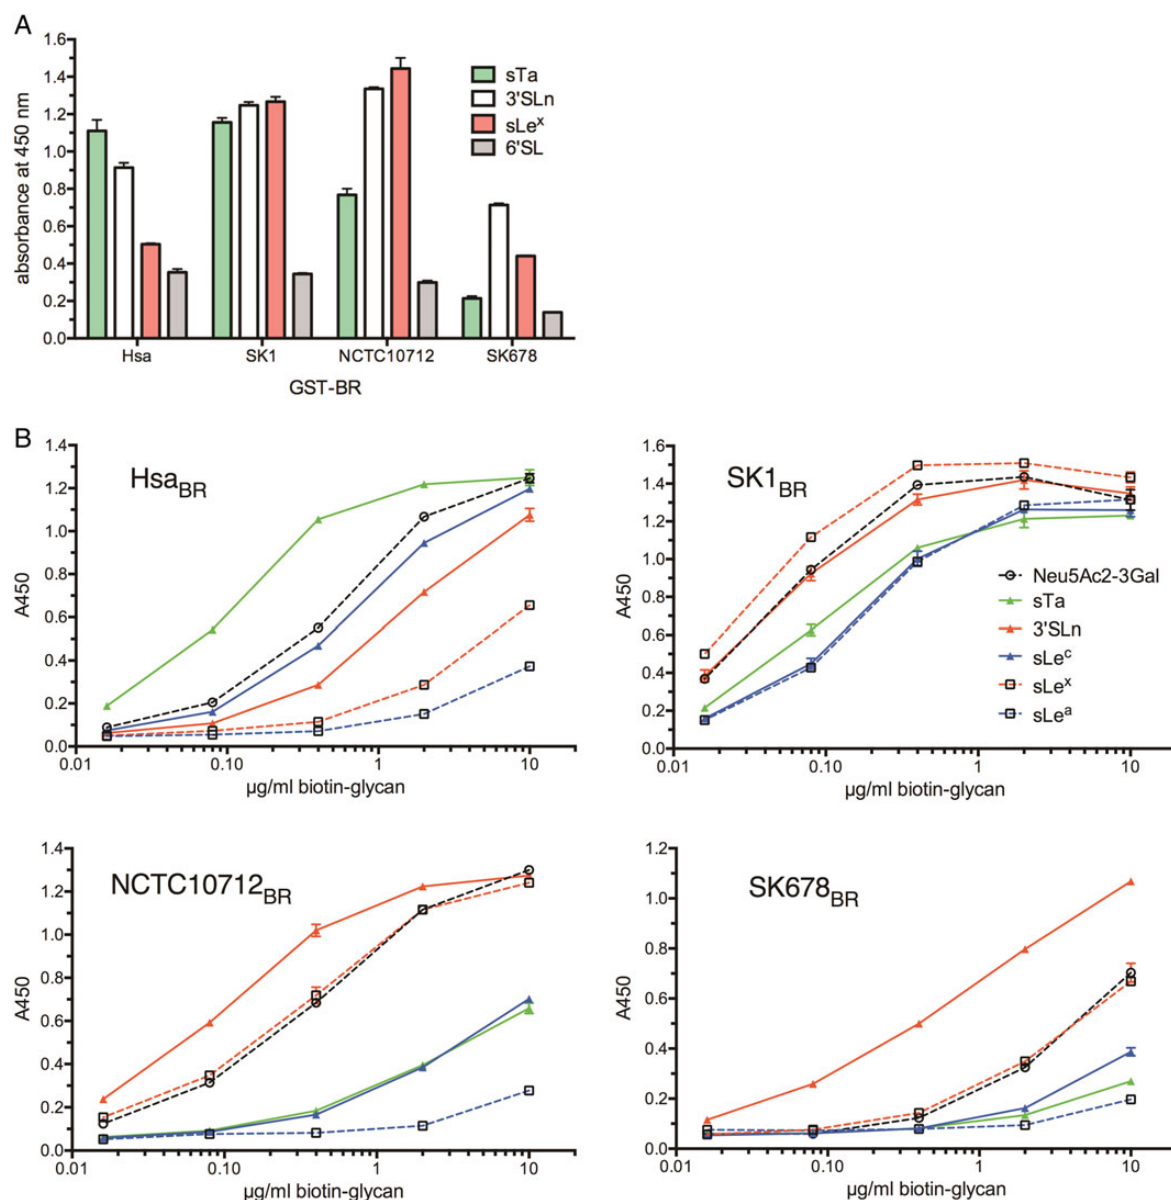 A
1.6
1.4
1.2
1.0
0.8
0.6
0.4
0.2
0.0
absorbance at 450 nm
sTa
3'SLn
sLeˣ
6'SL
Hsa SK1 NCTC10712 SK678
GST-BR
B
1.4
1.2
1.0
0.8
0.6
0.4
0.2
0.0
A450
Hsa_BR
0.01 0.10 1 10
µg/ml biotin-glycan
1.6
1.4
1.2
1.0
0.8
0.6
0.4
0.2
0.0
A450
SK1_BR
Neu5Ac2-3Gal
sTa
3'SLn
sLeᶜ
sLeˣ
sLeᵃ
0.01 0.10 1 10
µg/ml biotin-glycan
1.4
1.2
1.0
0.8
0.6
0.4
0.2
0.0
A450
NCTC10712_BR
0.01 0.10 1 10
µg/ml biotin-glycan
1.2
1.0
0.8
0.6
0.4
0.2
0.0
A450
SK678_BR
0.01 0.10 1 10
µg/ml biotin-glycan